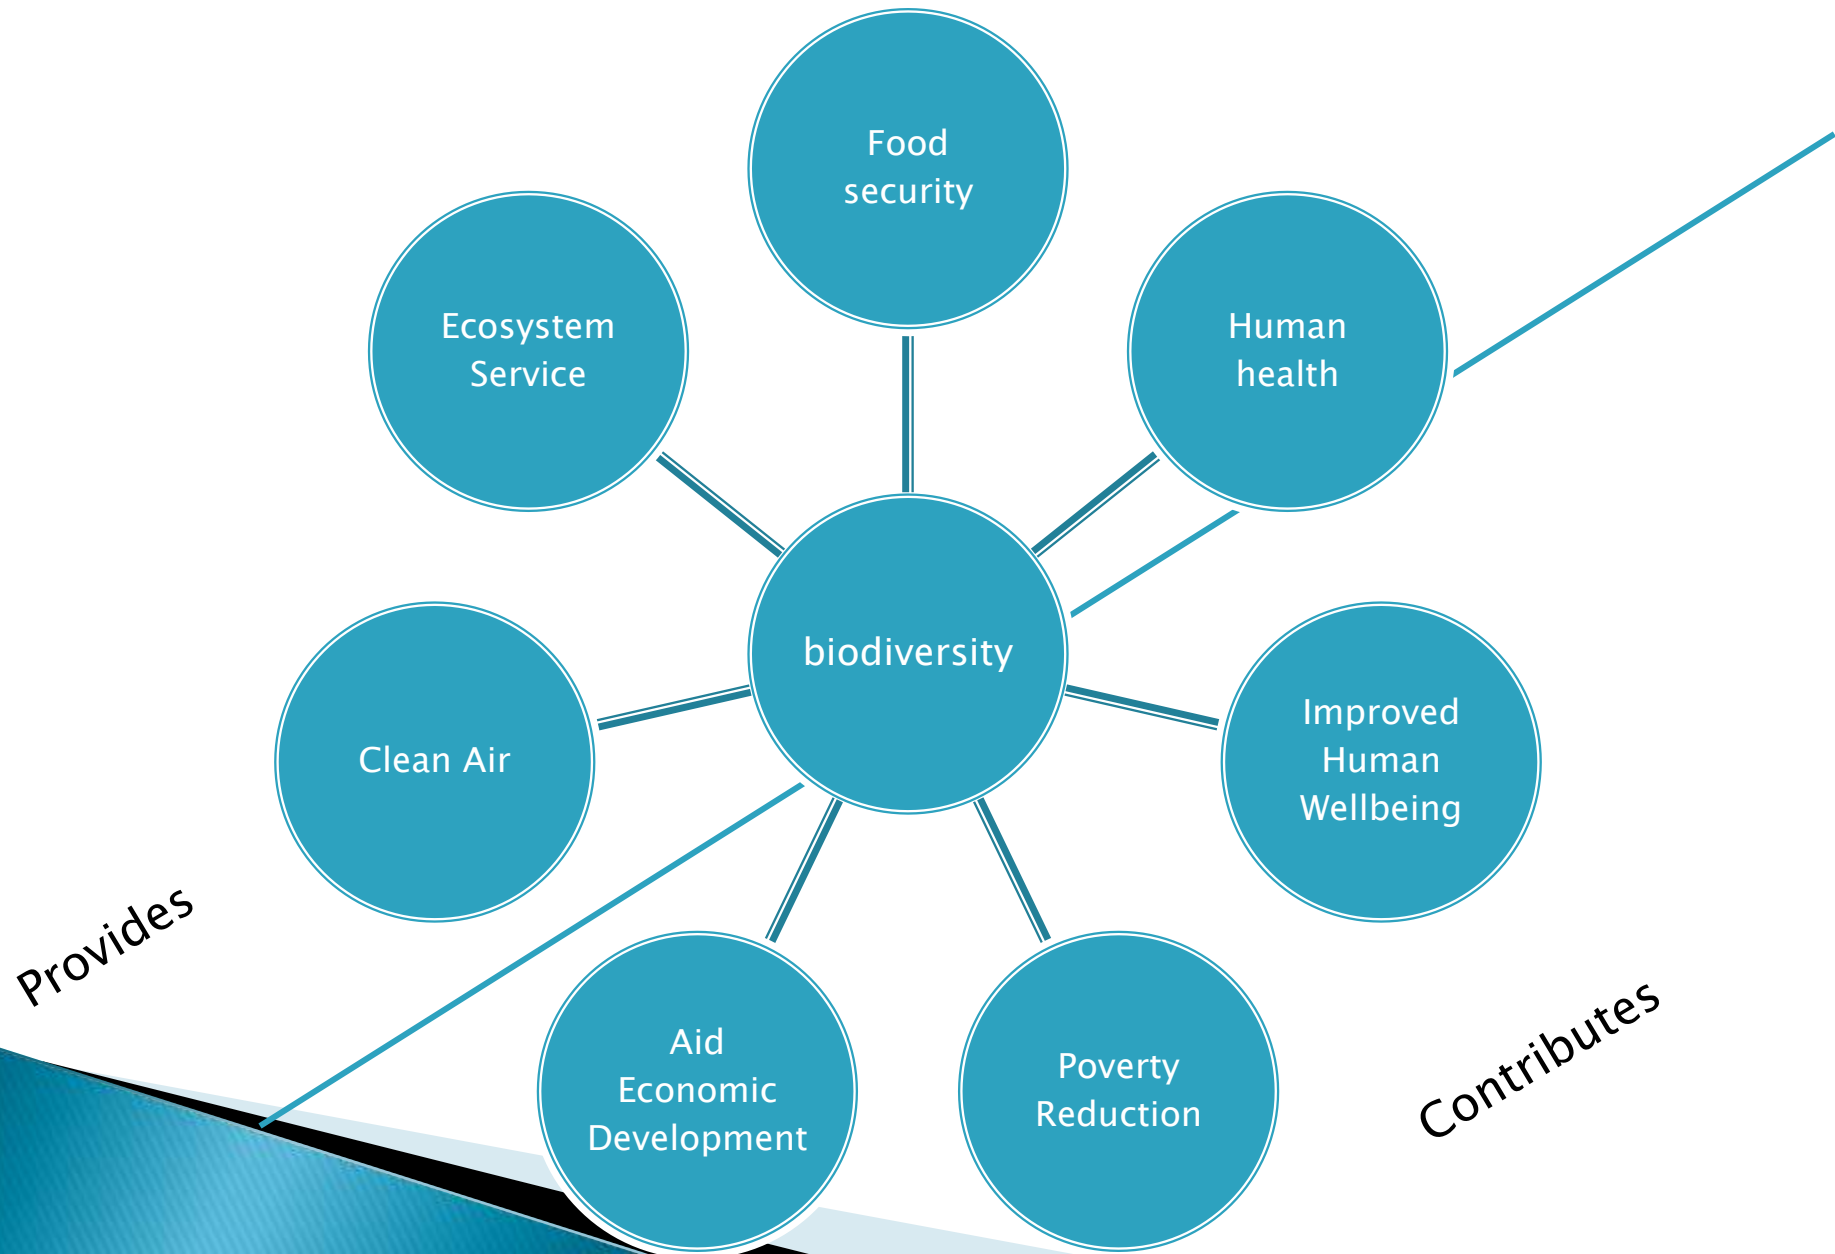 Food
security
Ecosystem
Service
Human
health
biodiversity
Clean Air
Improved
Human
Wellbeing
Provides
Aid
Economic
Development
Poverty
Reduction
Contributes